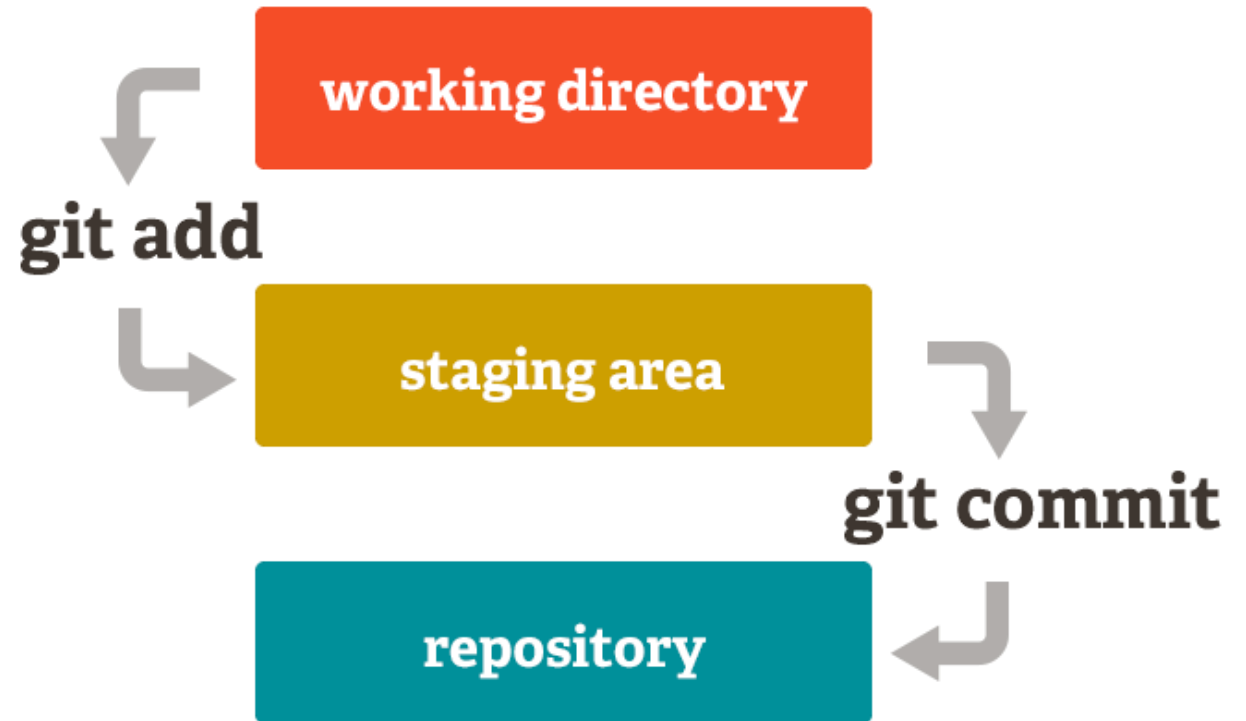 working directory
git add
staging area
git commit
repository